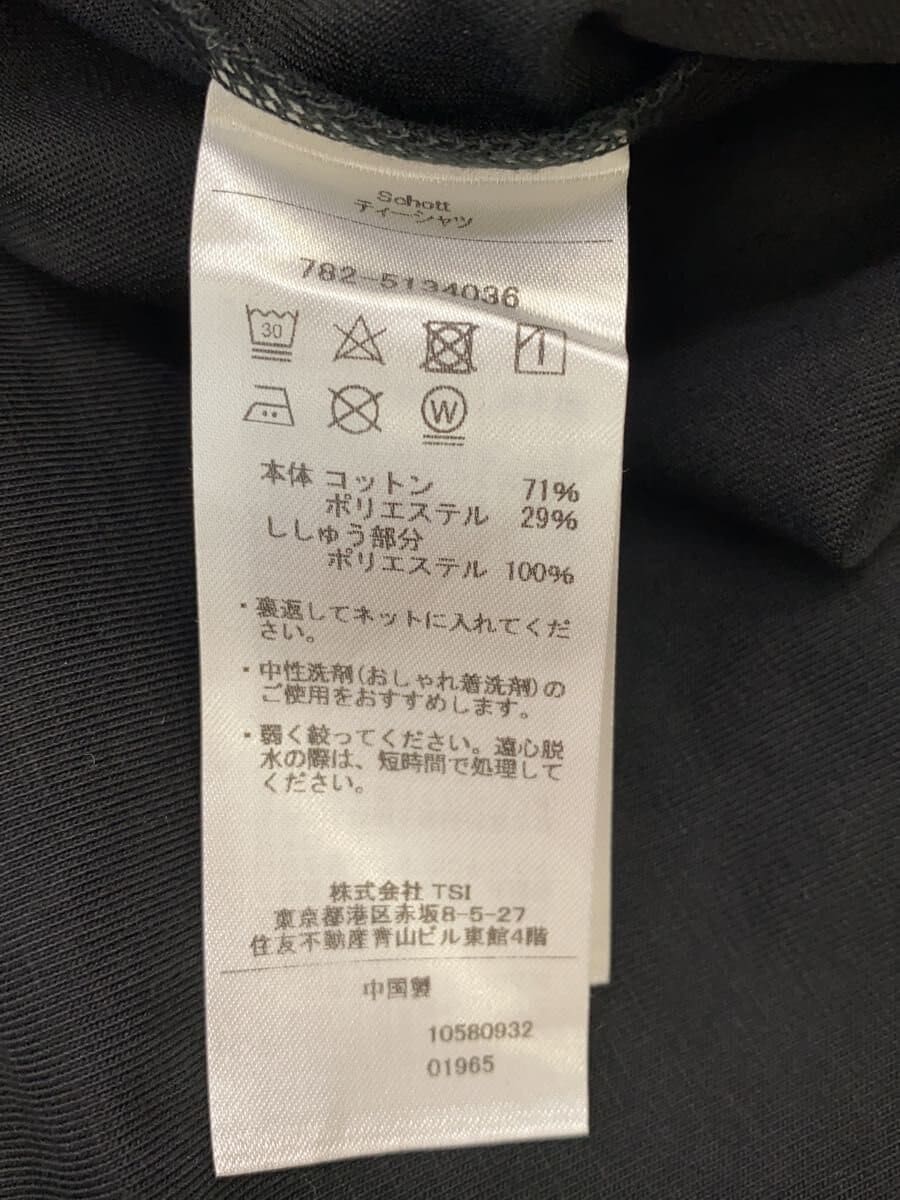 Schott
ティーシャツ
782-5134036
30
W
本体 コットン 71%
ポリエステル 29%
ししゅう部分
ポリエステル 100%
・裏返してネットに入れてくだ
さい。
・中性洗剤(おしゃれ着洗剤)の
ご使用をおすすめします。
・弱く絞ってください。遠心脱
水の際は、短時間で処理して
ください。
株式会社 TSI
東京都港区赤坂8-5-27
住友不動産青山ビル東館4階
中国製
10580932
01965